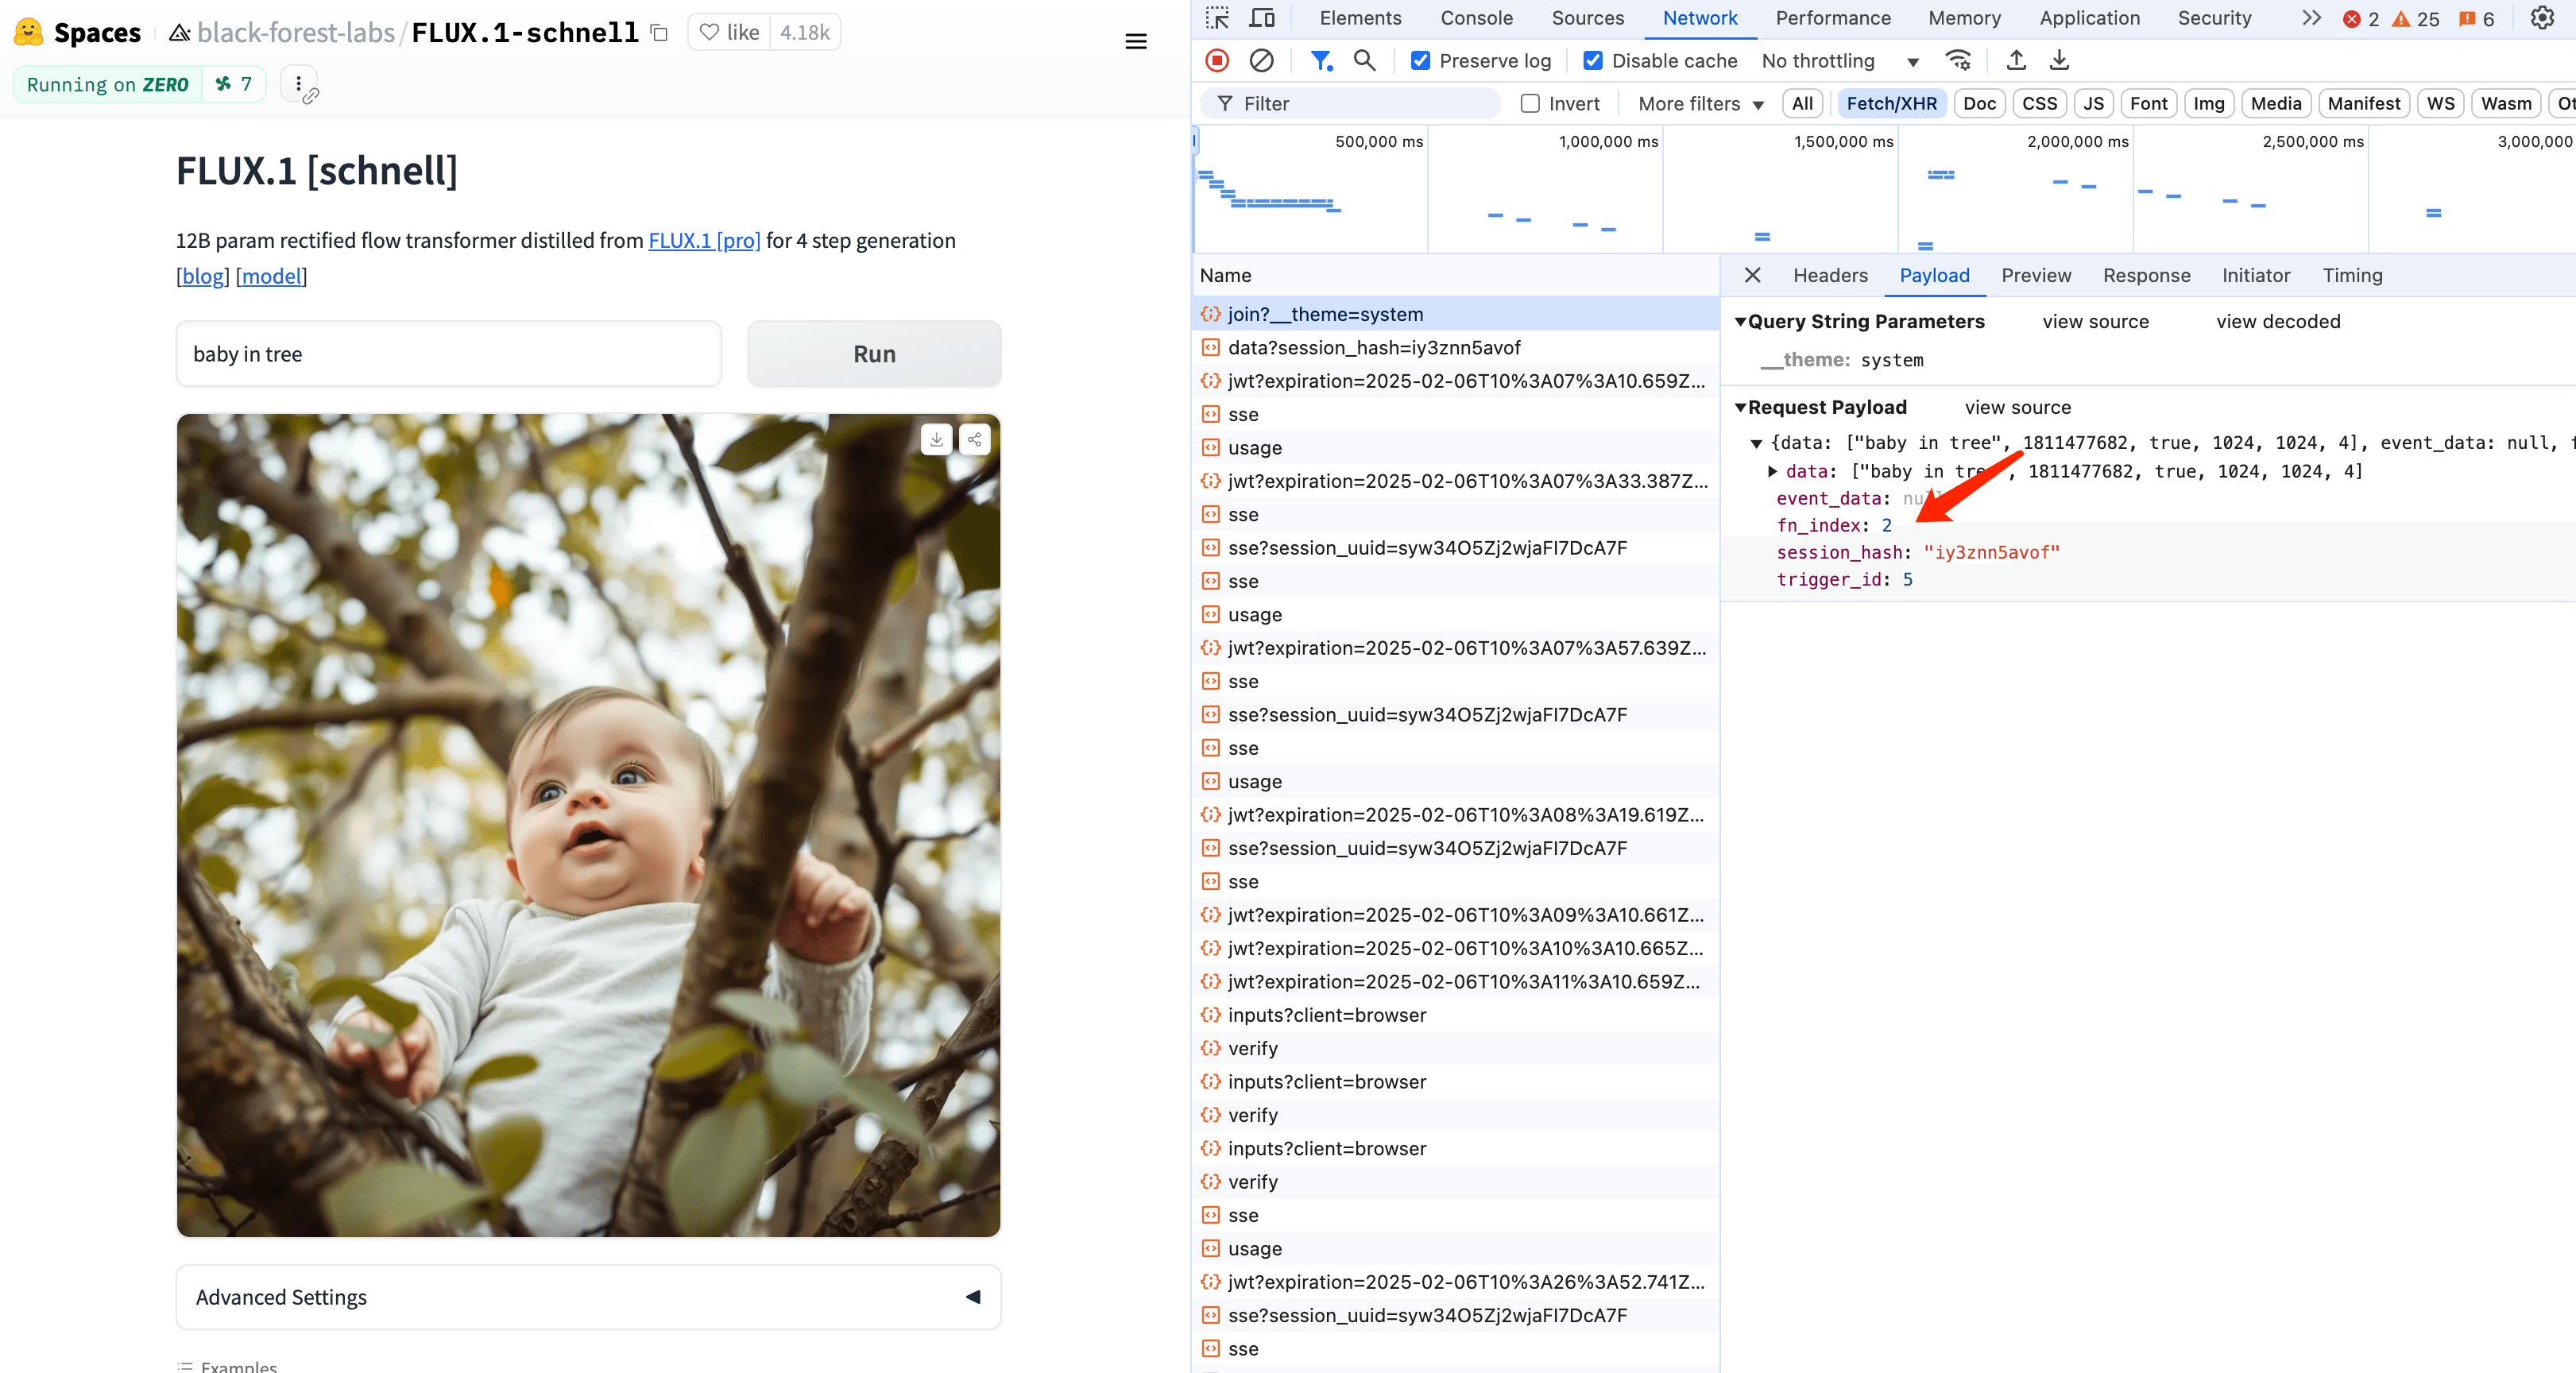 Spaces black-forest-labs/FLUX.1-schnell like 4.18k
Running on ZERO 7
FLUX.1 [schnell]
12B param rectified flow transformer distilled from FLUX.1 [pro] for 4 step generation
[blog] [model]
baby in tree
Run
Advanced Settings
Examples
Elements Console Sources Network Performance Memory Application Security 2 25 6
Preserve log Disable cache No throttling
Filter Invert More filters All Fetch/XHR Doc CSS JS Font Img Media Manifest WS Wasm
500,000 ms 1,000,000 ms 1,500,000 ms 2,000,000 ms 2,500,000 ms 3,000,000
Name
join?__theme=system
data?session_hash=iy3znn5avof
jwt?expiration=2025-02-06T10%3A07%3A10.659Z...
sse
usage
jwt?expiration=2025-02-06T10%3A07%3A33.387Z...
sse
sse?session_uuid=syw34O5Zj2wjaFI7DcA7F
sse
usage
jwt?expiration=2025-02-06T10%3A07%3A57.639Z...
sse
sse?session_uuid=syw34O5Zj2wjaFI7DcA7F
sse
usage
jwt?expiration=2025-02-06T10%3A08%3A19.619Z...
sse?session_uuid=syw34O5Zj2wjaFI7DcA7F
sse
jwt?expiration=2025-02-06T10%3A09%3A10.661Z...
jwt?expiration=2025-02-06T10%3A10%3A10.665Z...
jwt?expiration=2025-02-06T10%3A11%3A10.659Z...
inputs?client=browser
verify
inputs?client=browser
verify
inputs?client=browser
verify
sse
usage
jwt?expiration=2025-02-06T10%3A26%3A52.741Z...
sse?session_uuid=syw34O5Zj2wjaFI7DcA7F
sse
Headers Payload Preview Response Initiator Timing
Query String Parameters view source view decoded
__theme: system
Request Payload view source
{data: ["baby in tree", 1811477682, true, 1024, 1024, 4], event_data: null,
data: ["baby in tree", 1811477682, true, 1024, 1024, 4]
event_data: null
fn_index: 2
session_hash: "iy3znn5avof"
trigger_id: 5